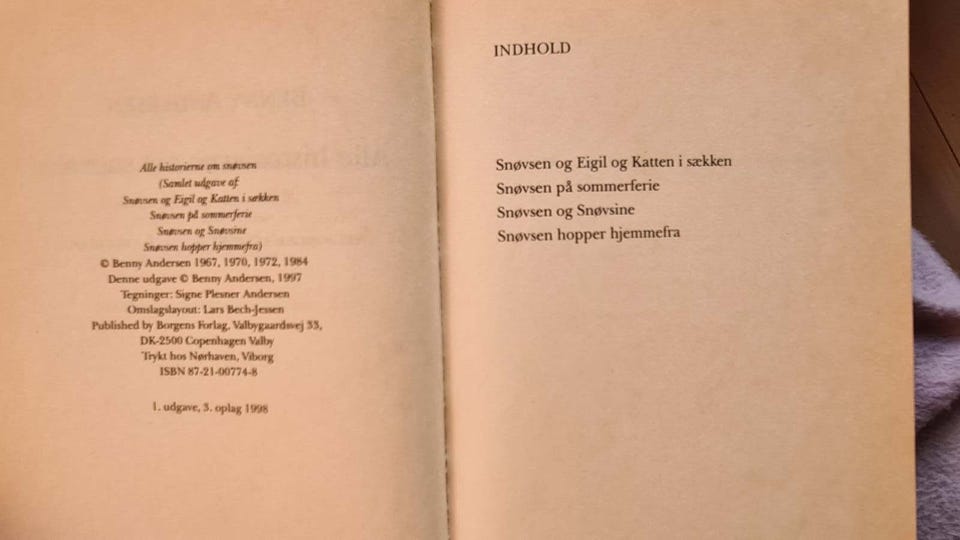 Alle historierne om snøvsen
(Samlet udgave af
Snøvsen og Eigil og Katten i sækken
Snøvsen på sommerferie
Snøvsen og Snøvsine
Snøvsen hopper hjemmefra)
© Benny Andersen 1967, 1970, 1972, 1984
Denne udgave © Benny Andersen, 1997
Tegninger: Signe Plesner Andersen
Omslagslayout: Lars Bech-Jessen
Published by Borgens Forlag, Valbygaardsvej 33,
DK-2500 Copenhagen Valby
Trykt hos Nørhaven, Viborg
ISBN 87-21-00774-8
1. udgave, 3. oplag 1998
INDHOLD
Snøvsen og Eigil og Katten i sækken
Snøvsen på sommerferie
Snøvsen og Snøvsine
Snøvsen hopper hjemmefra